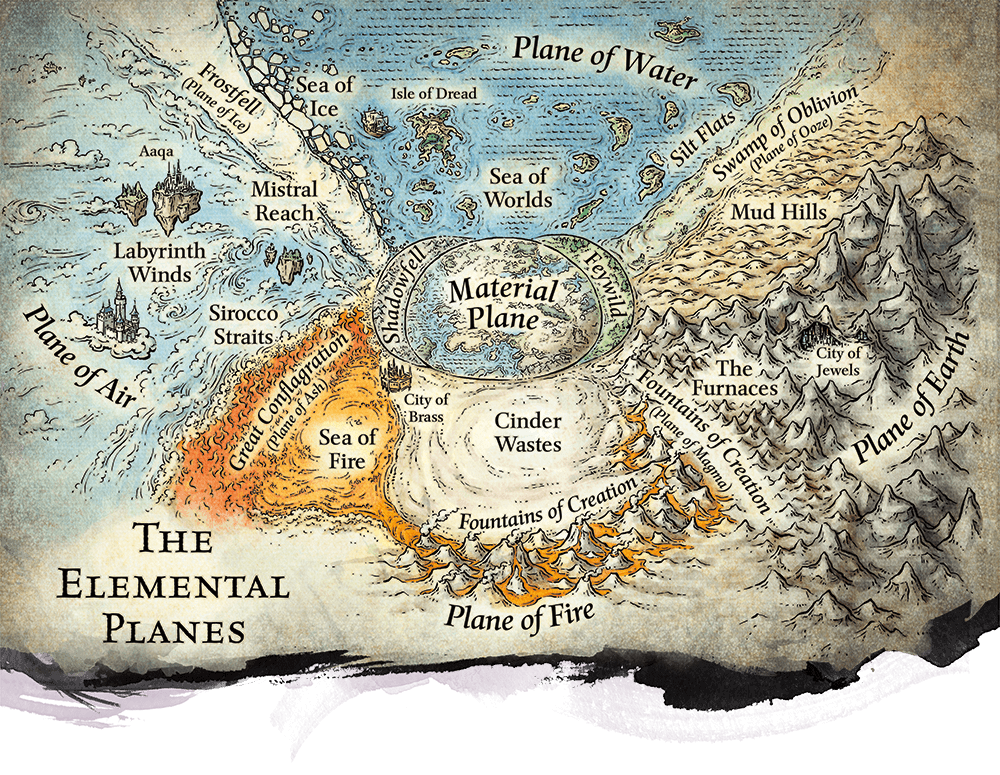 Plane of Water
Frostfell
(Plane of Ice)
Sea of
Ice
Isle of Dread
Silt Flats
Swamp of Oblivion
(Plane of Ooze)
Aaqa
Mistral
Reach
Sea of
Worlds
Mud Hills
Labyrinth
Winds
Shadowfell
Material
Plane
Feywild
Plane of Air
Sirocco
Straits
Great Conflagration
(Plane of Ash)
City of
Brass
Sea of
Fire
Cinder
Wastes
The
Furnaces
City of
Jewels
Plane of Earth
Fountains of Creation
(Plane of Magma)
Fountains of Creation
Plane of Fire
The
Elemental
Planes